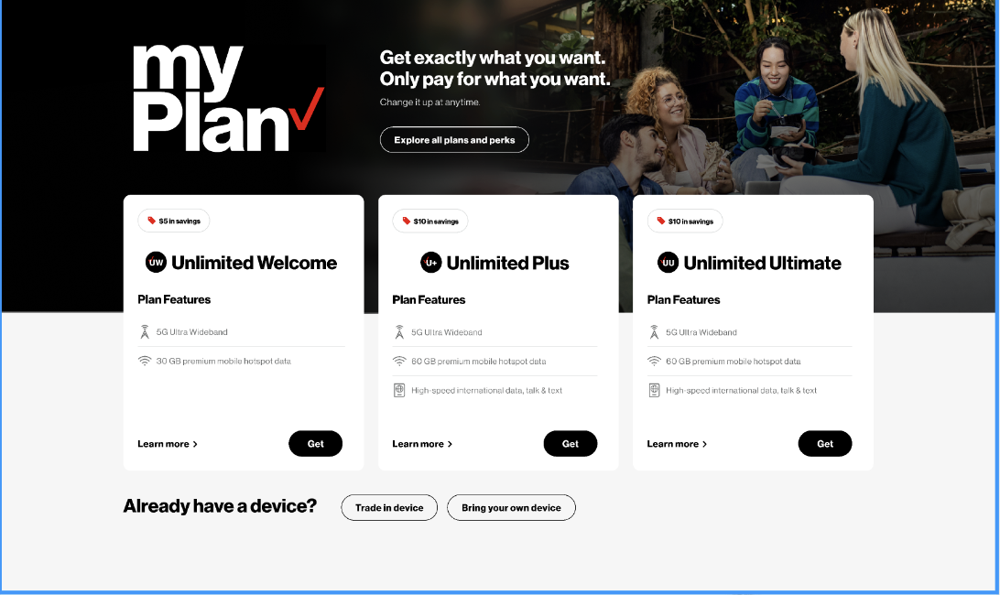 my
Plan
Get exactly what you want.
Only pay for what you want.
Change it up at anytime.
Explore all plans and perks
$5 in savings
UW Unlimited Welcome
Plan Features
5G Ultra Wideband
30 GB premium mobile hotspot data
Learn more
Get
$10 in savings
U+ Unlimited Plus
Plan Features
5G Ultra Wideband
60 GB premium mobile hotspot data
High-speed international data, talk & text
Learn more
Get
$10 in savings
UU Unlimited Ultimate
Plan Features
5G Ultra Wideband
60 GB premium mobile hotspot data
High-speed international data, talk & text
Learn more
Get
Already have a device?
Trade in device
Bring your own device